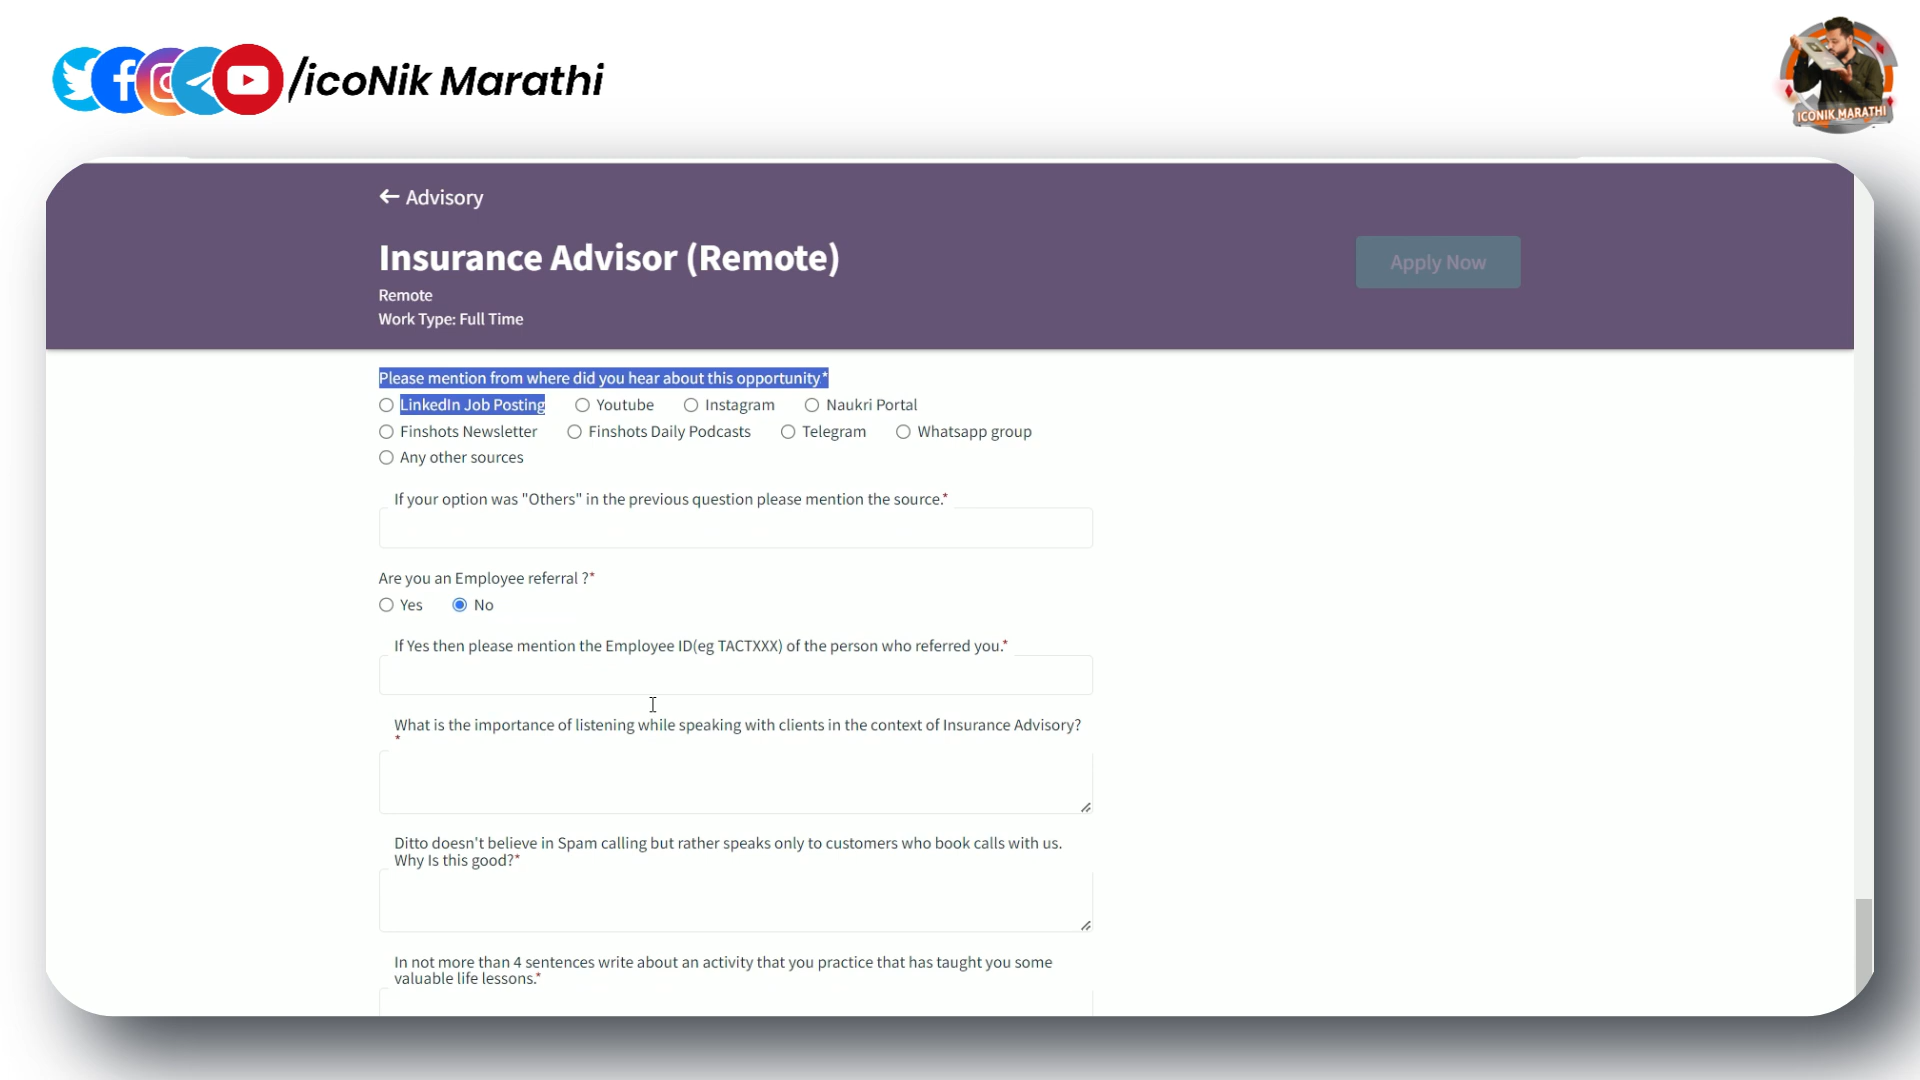 /icoNik Marathi
ICONIK MARATHI
← Advisory
Insurance Advisor (Remote)
Apply Now
Remote
Work Type: Full Time
Please mention from where did you hear about this opportunity*
LinkedIn Job Posting Youtube Instagram Naukri Portal
Finshots Newsletter Finshots Daily Podcasts Telegram Whatsapp group
Any other sources
If your option was "Others" in the previous question please mention the source.*
Are you an Employee referral ?*
Yes No
If Yes then please mention the Employee ID(eg TACTXXX) of the person who referred you.*
What is the importance of listening while speaking with clients in the context of Insurance Advisory?
*
Ditto doesn't believe in Spam calling but rather speaks only to customers who book calls with us.
Why Is this good?*
In not more than 4 sentences write about an activity that you practice that has taught you some
valuable life lessons.*